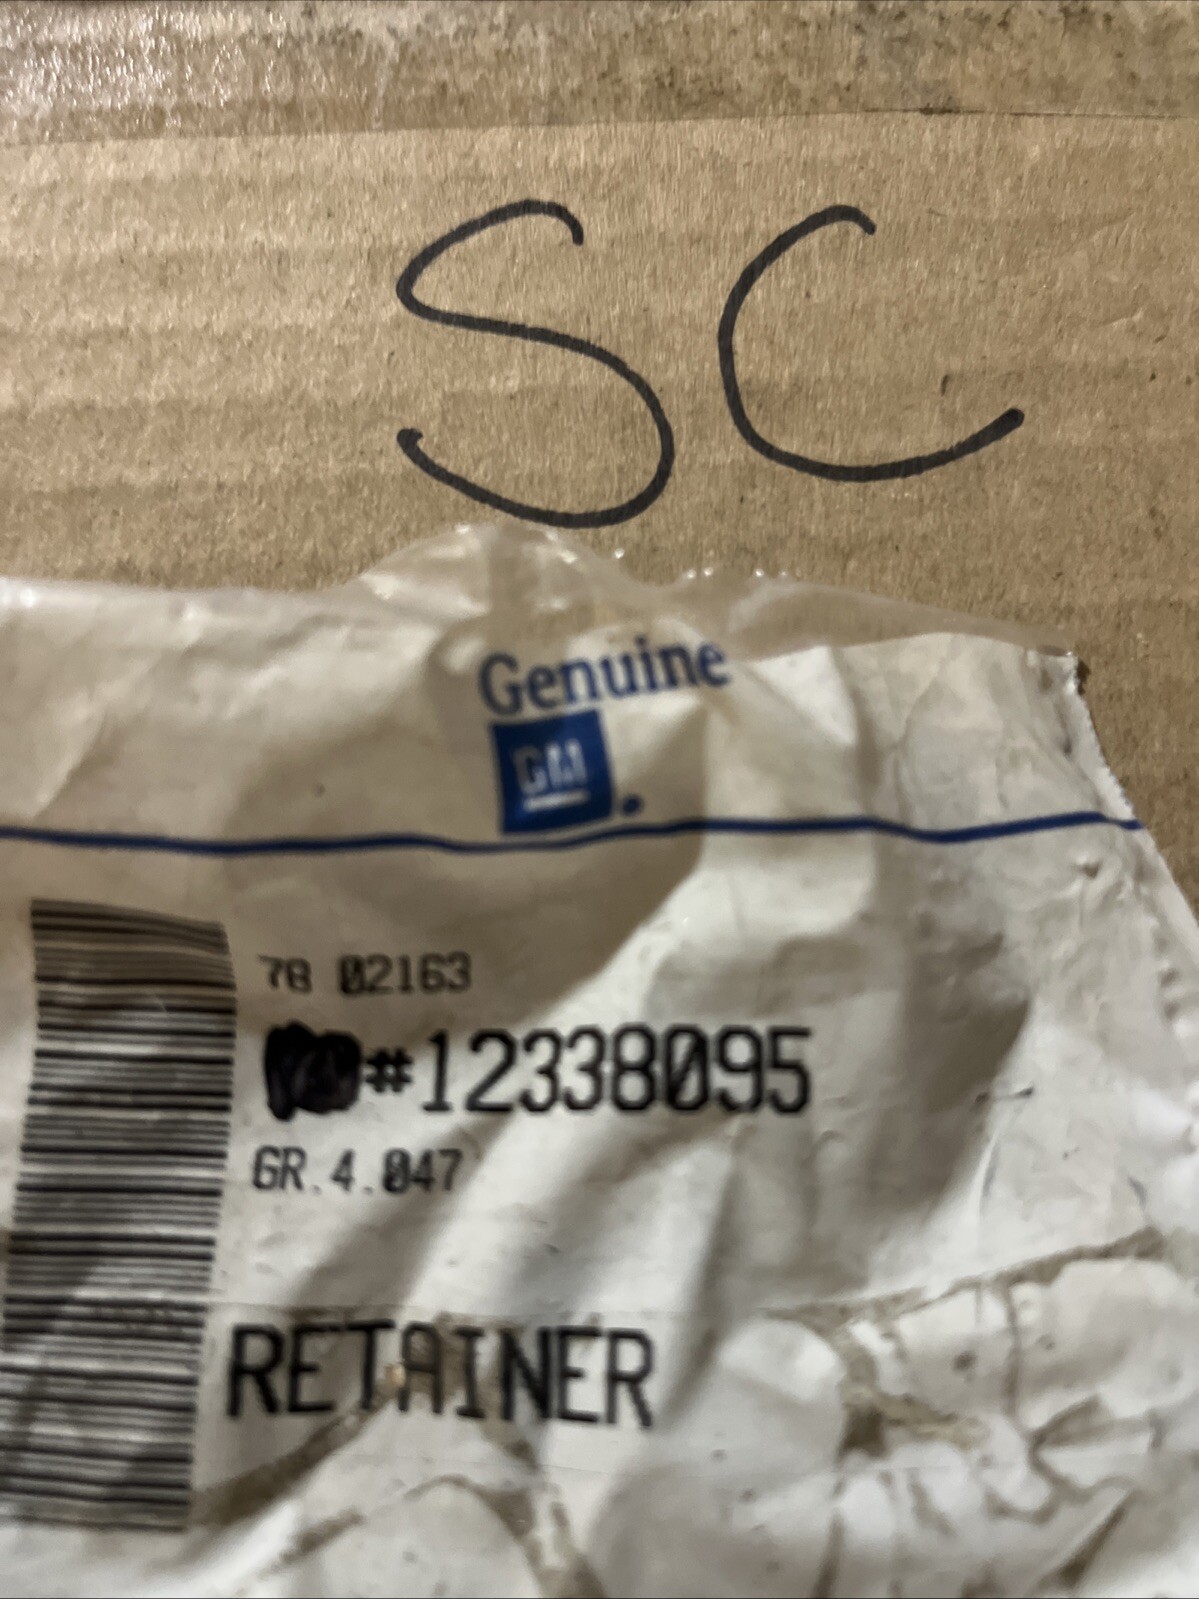 SC
Genuine
GM
78 02163
#12338095
GR.4.047
RETAINER